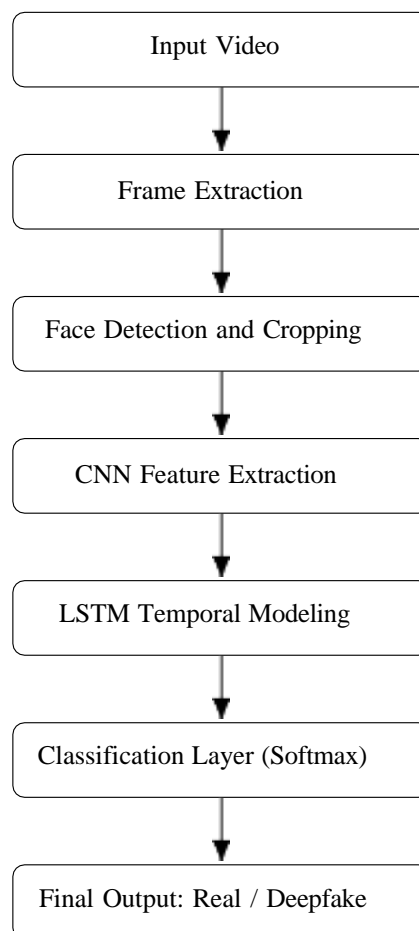 Input Video
Frame Extraction
Face Detection and Cropping
CNN Feature Extraction
LSTM Temporal Modeling
Classification Layer (Softmax)
Final Output: Real / Deepfake